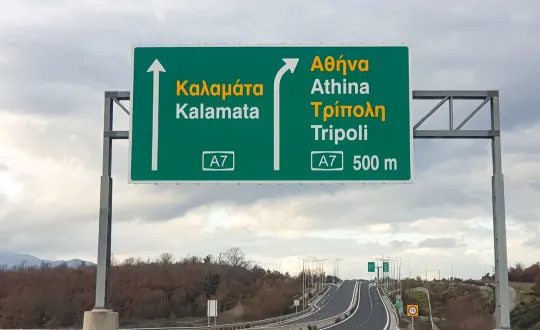 Καλαμάτα
Kalamata
A7
Αθήνα
Athina
Τρίπολη
Tripoli
A7 500 m